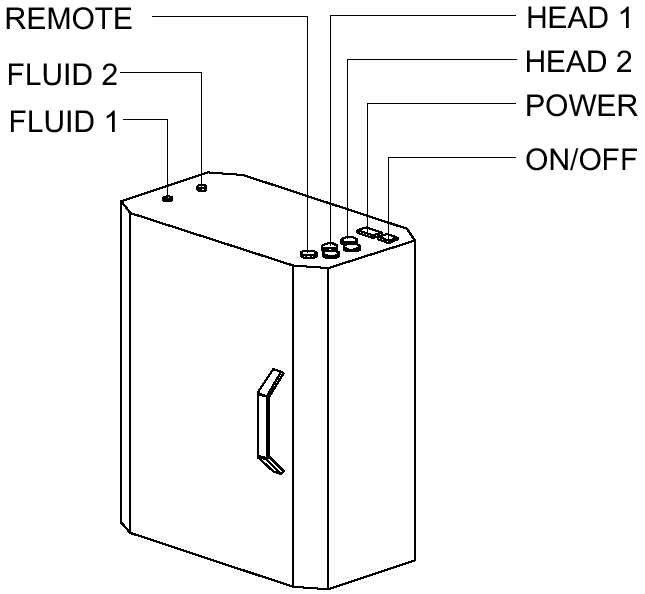 REMOTE
FLUID 2
FLUID 1
HEAD 1
HEAD 2
POWER
ON/OFF